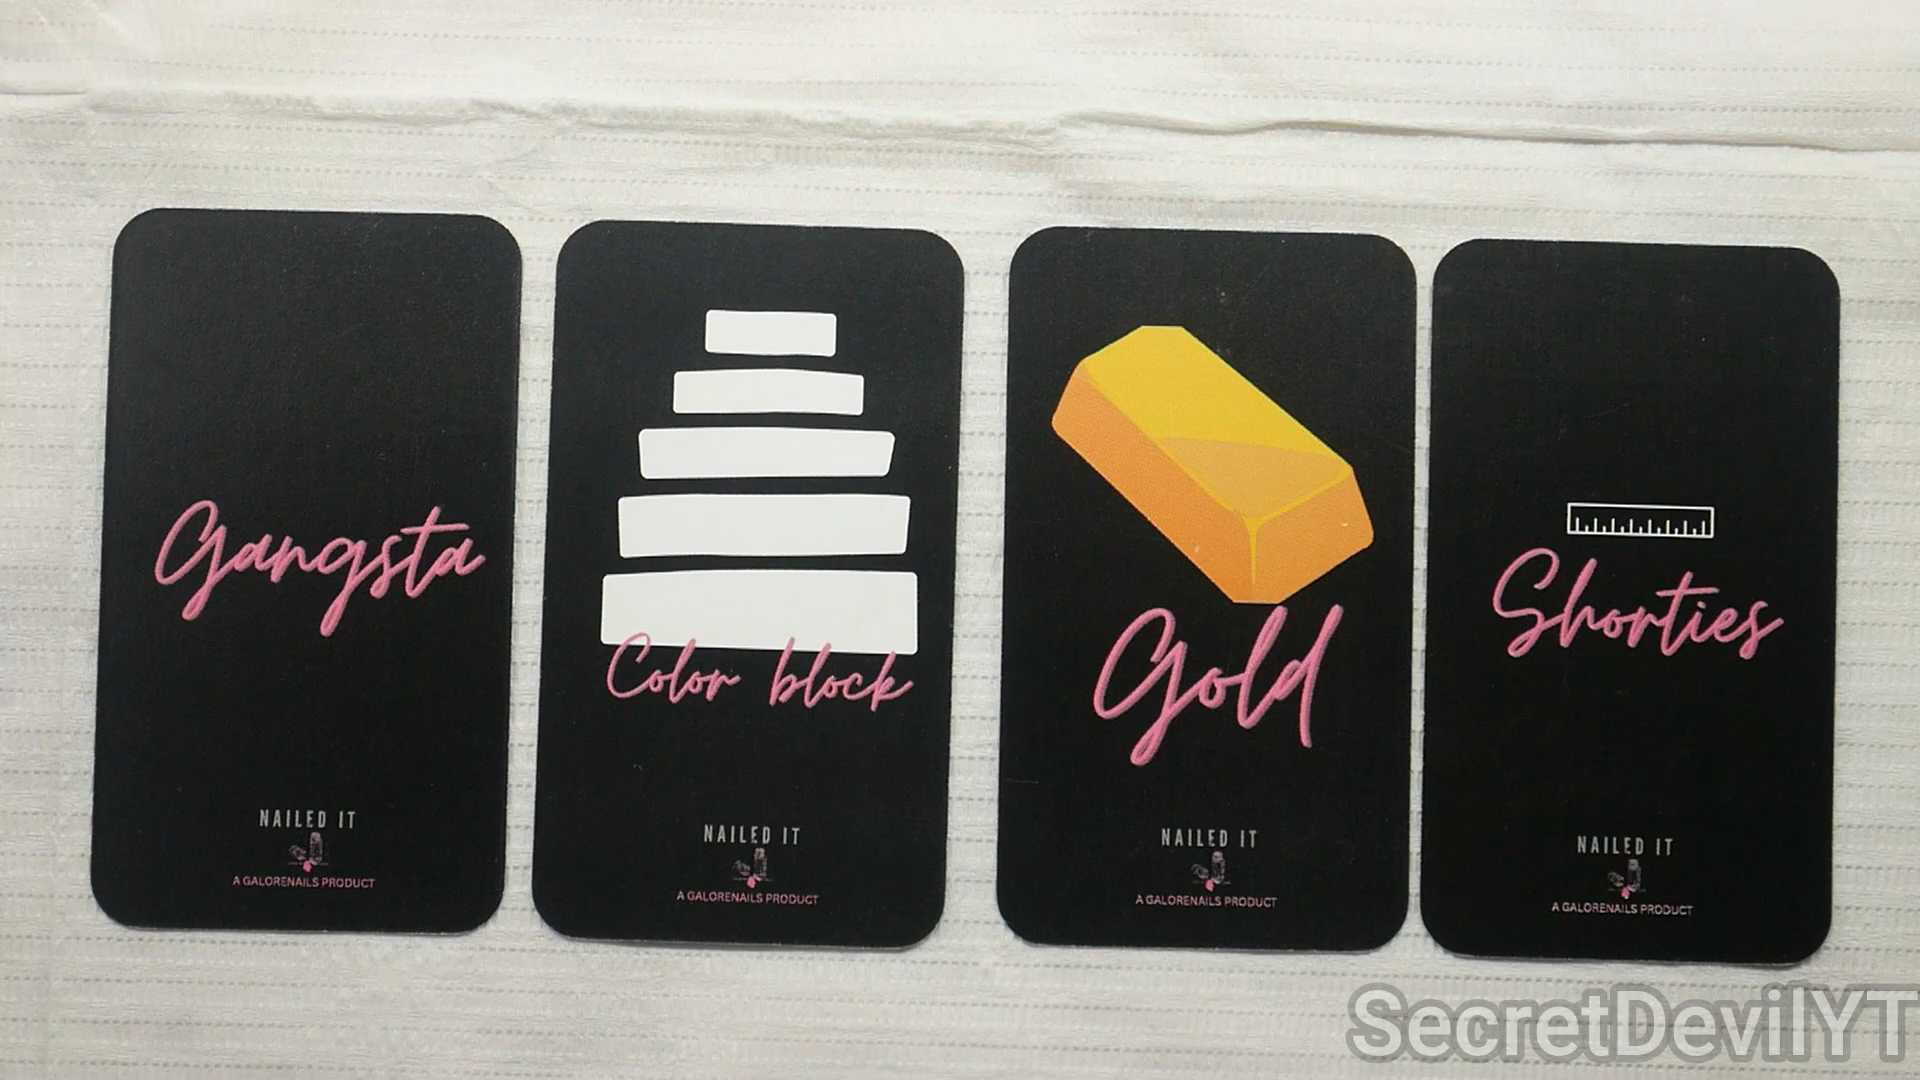 Gangsta
NAILED IT
A GALORENAILS PRODUCT
Color block
NAILED IT
A GALORENAILS PRODUCT
Gold
NAILED IT
A GALORENAILS PRODUCT
Shorties
NAILED IT
A GALORENAILS PRODUCT
SecretDevilYT